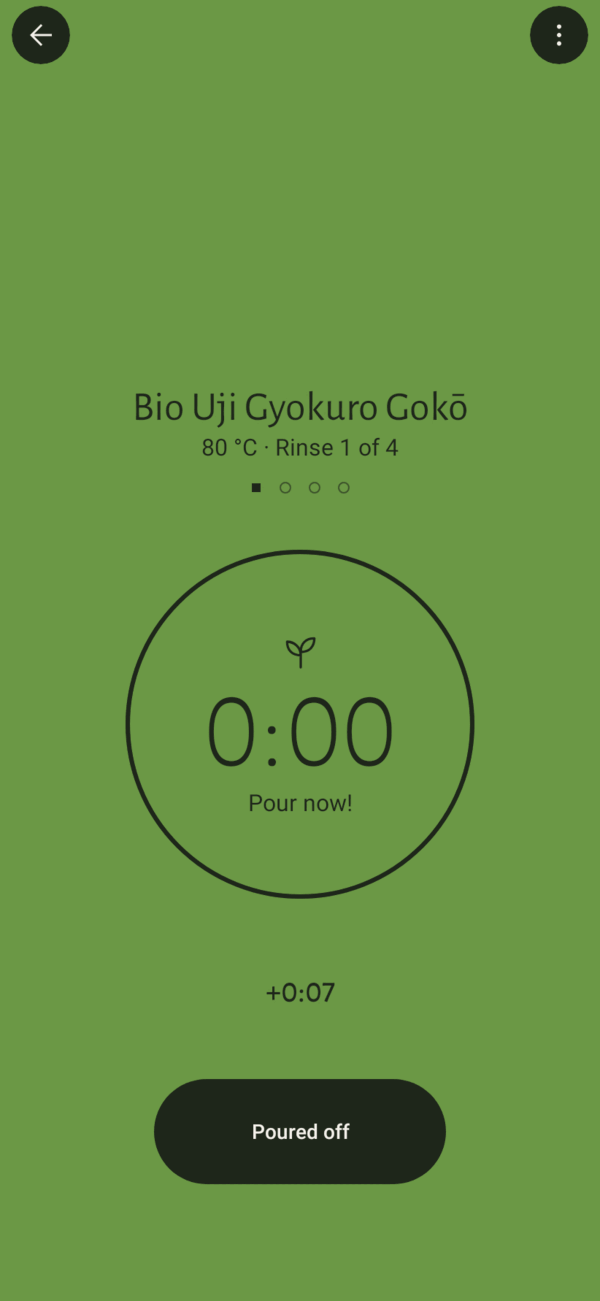 Bio Uji Gyokuro Gokō
80 °C · Rinse 1 of 4
0:00
Pour now!
+0:07
Poured off